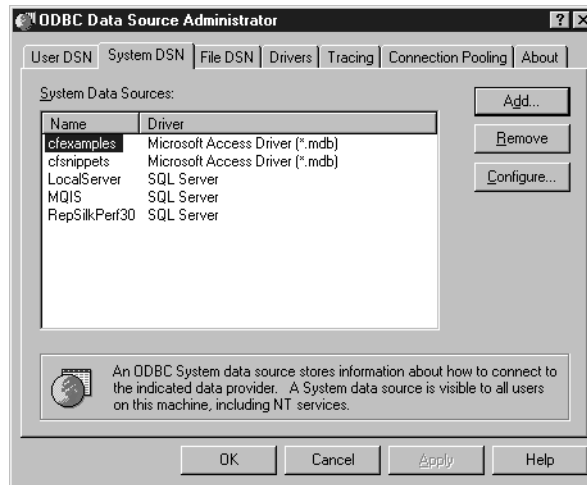 ODBC Data Source Administrator
User DSN System DSN File DSN Drivers Tracing Connection Pooling About
System Data Sources:
Add...
Name Driver
cfexamples Microsoft Access Driver (*.mdb)
Remove
cfsnippets Microsoft Access Driver (*.mdb)
LocalServer SQL Server
Configure...
MQIS SQL Server
RepSilkPerf30 SQL Server
An ODBC System data source stores information about how to connect to
the indicated data provider. A System data source is visible to all users
on this machine, including NT services.
OK Cancel Apply Help